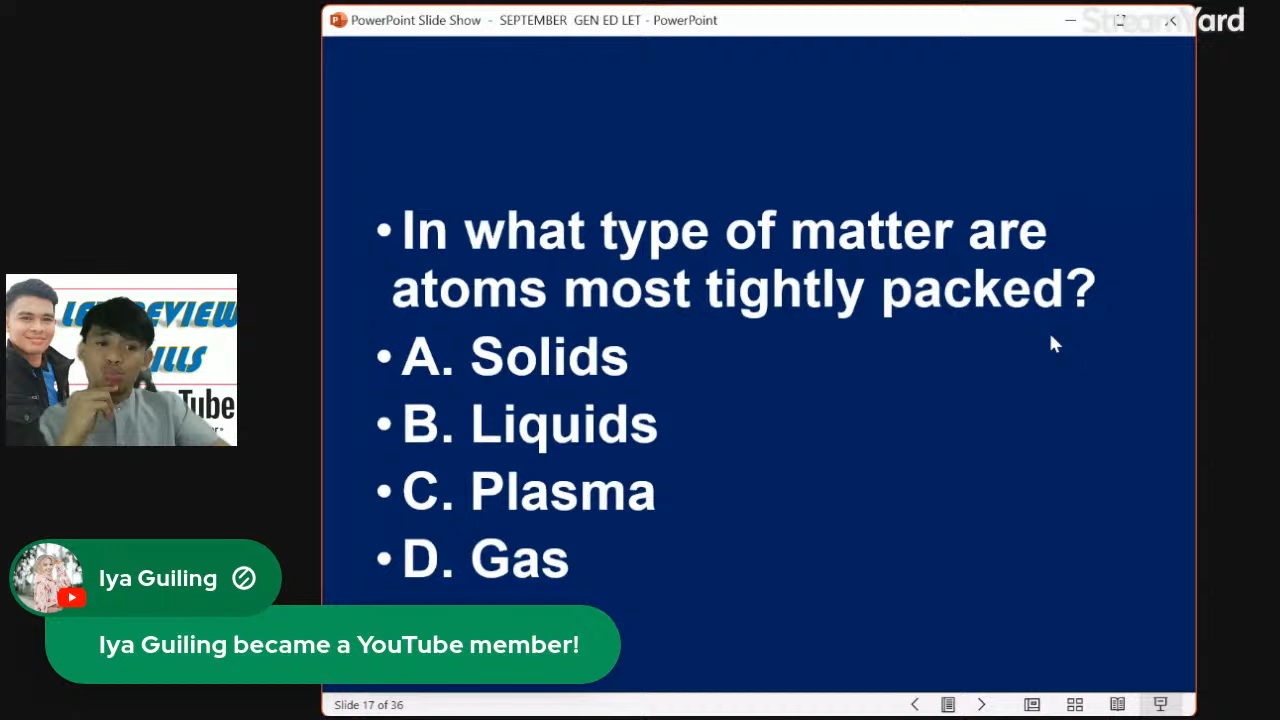 PowerPoint Slide Show - SEPTEMBER GEN ED LET - PowerPoint
StreamYard
• In what type of matter are
atoms most tightly packed?
• A. Solids
• B. Liquids
• C. Plasma
• D. Gas
Iya Guiling
Iya Guiling became a YouTube member!
Slide 17 of 36